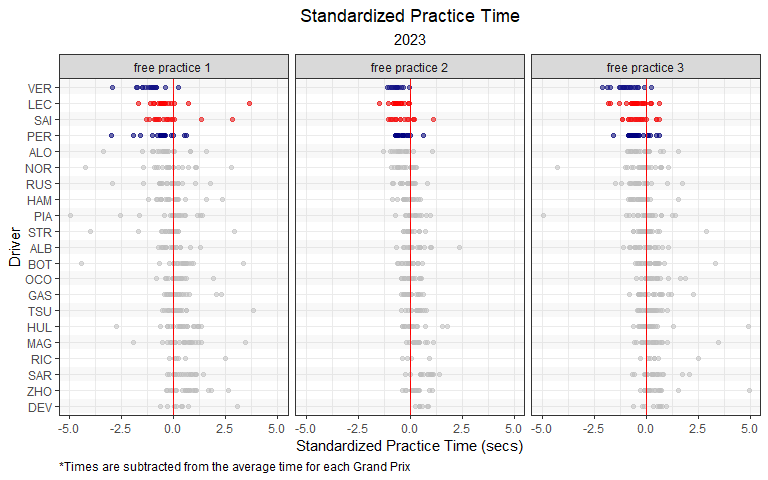 Standardized Practice Time
2023
free practice 1
free practice 2
free practice 3
Driver
VER
LEC
SAI
PER
ALO
NOR
RUS
HAM
PIA
STR
ALB
BOT
OCO
GAS
TSU
HUL
MAG
RIC
SAR
ZHO
DEV
-5.0 -2.5 0.0 2.5 5.0 -5.0 -2.5 0.0 2.5 5.0 -5.0 -2.5 0.0 2.5 5.0
Standardized Practice Time (secs)
*Times are subtracted from the average time for each Grand Prix